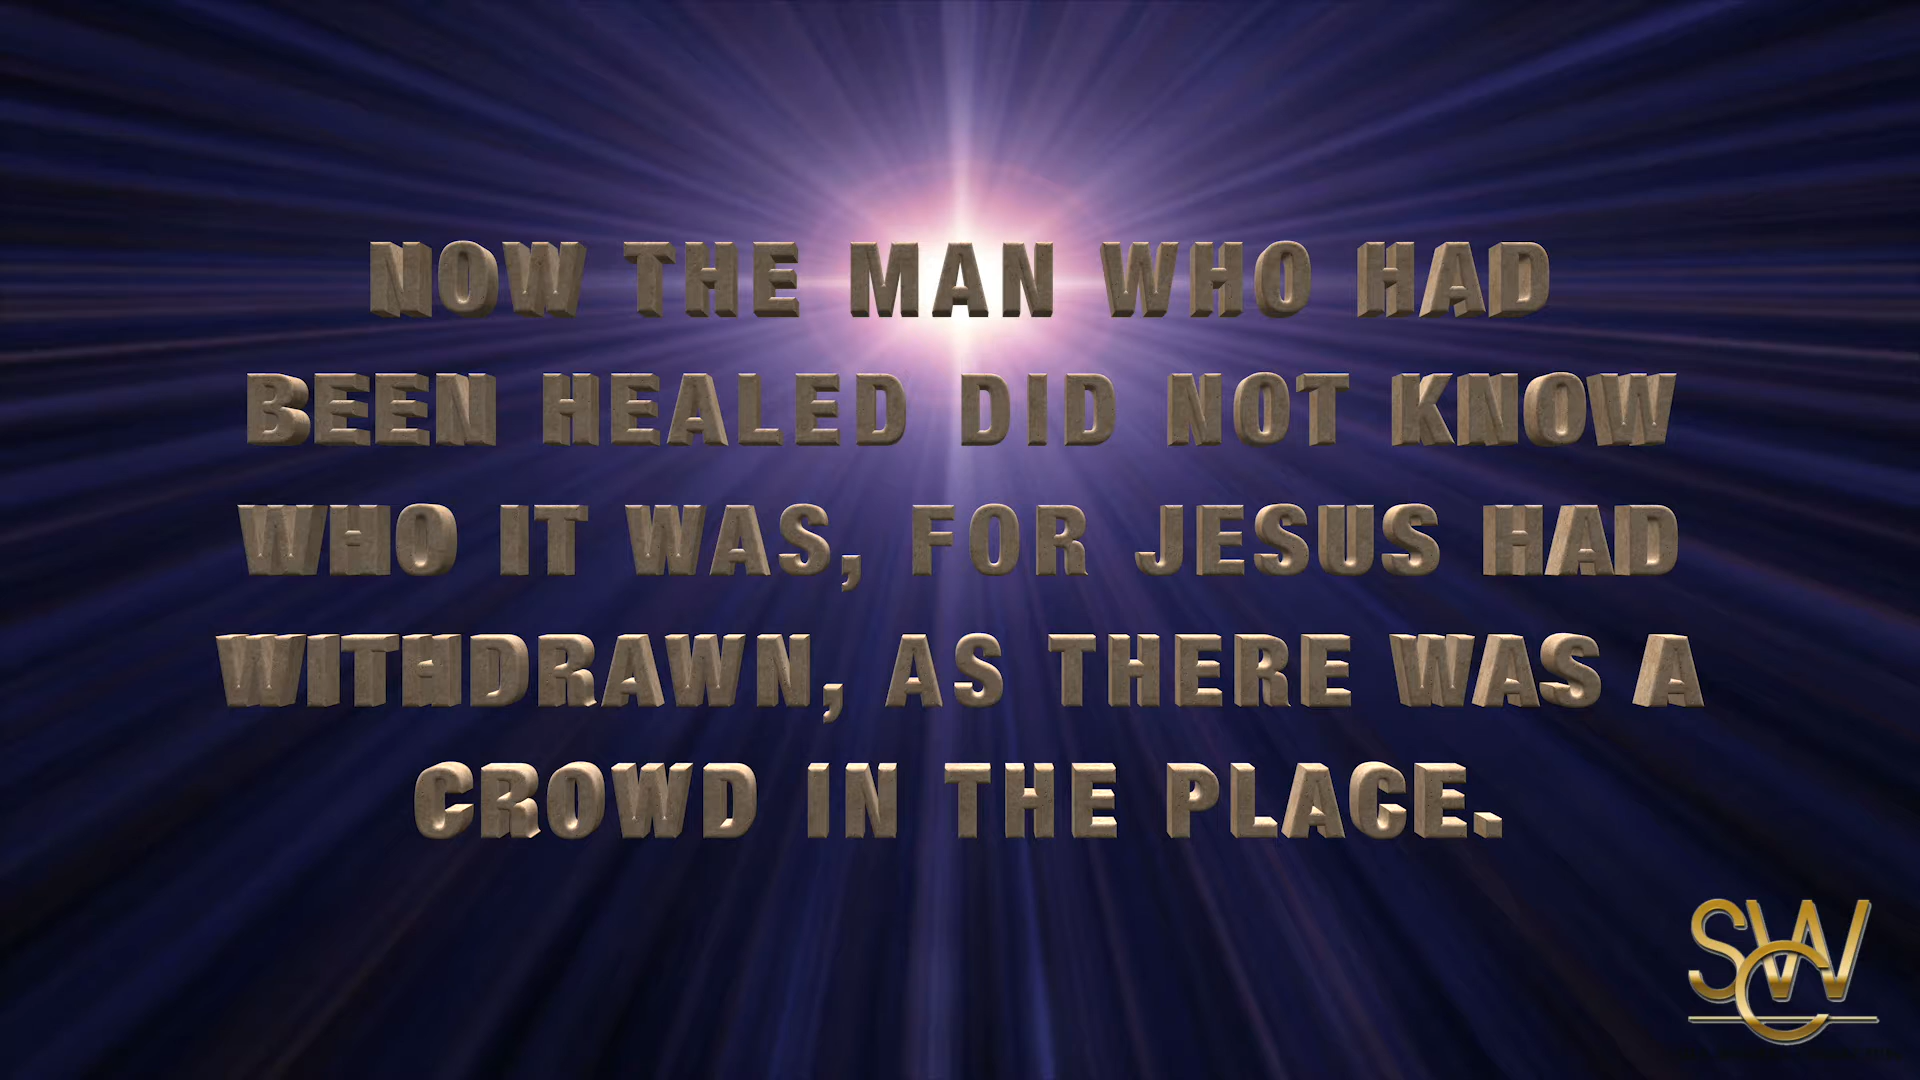 NOW THE MAN WHO HAD
BEEN HEALED DID NOT KNOW
WHO IT WAS, FOR JESUS HAD
WITHDRAWN, AS THERE WAS A
CROWD IN THE PLACE.
SCW